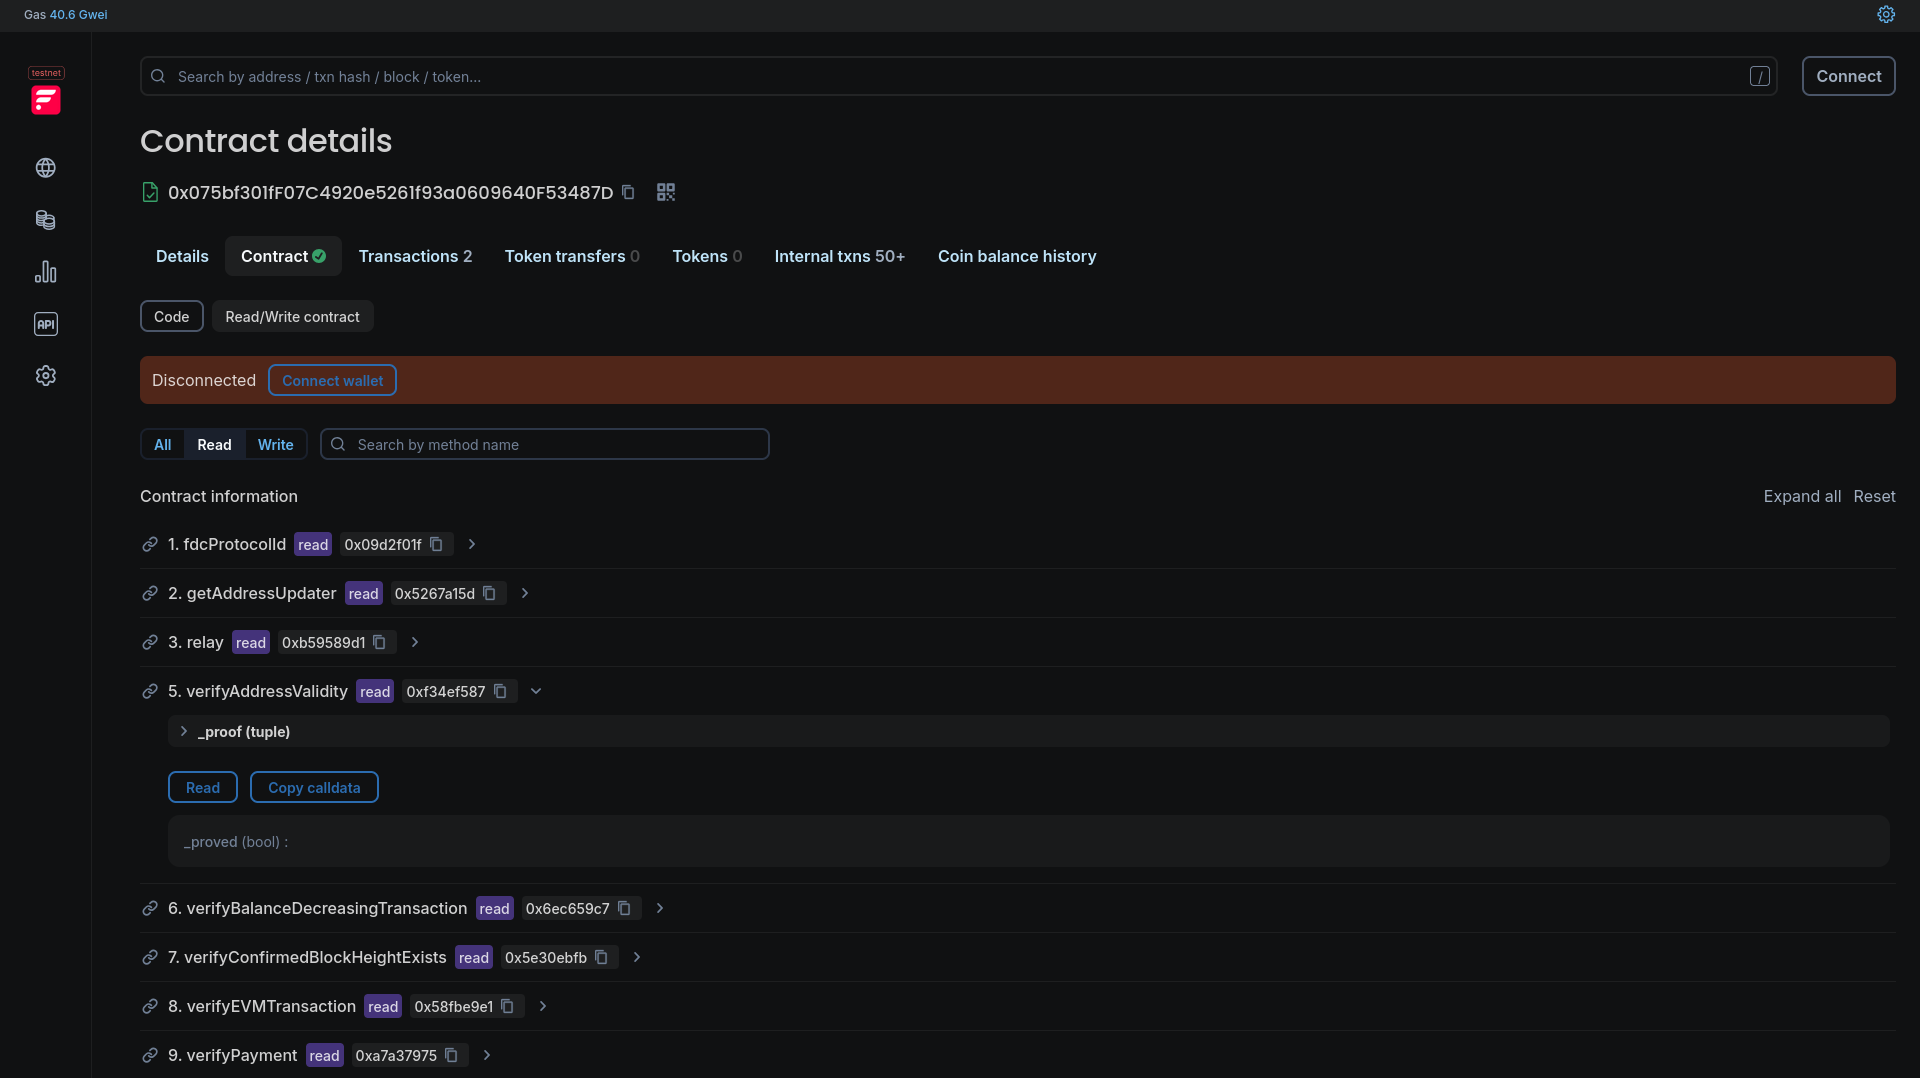 Gas 40.6 Gwei
testnet
Search by address / txn hash / block / token...
/
Connect
Contract details
0x075bf301fF07C4920e5261f93a0609640F53487D
Details Contract Transactions 2 Token transfers 0 Tokens 0 Internal txns 50+ Coin balance history
API
Code Read/Write contract
Disconnected Connect wallet
All Read Write Search by method name
Contract information Expand all Reset
1. fdcProtocolId read 0x09d2f01f
2. getAddressUpdater read 0x5267a15d
3. relay read 0xb59589d1
5. verifyAddressValidity read 0xf34ef587
_proof (tuple)
Read Copy calldata
_proved (bool) :
6. verifyBalanceDecreasingTransaction read 0x6ec659c7
7. verifyConfirmedBlockHeightExists read 0x5e30ebfb
8. verifyEVMTransaction read 0x58fbe9e1
9. verifyPayment read 0xa7a37975